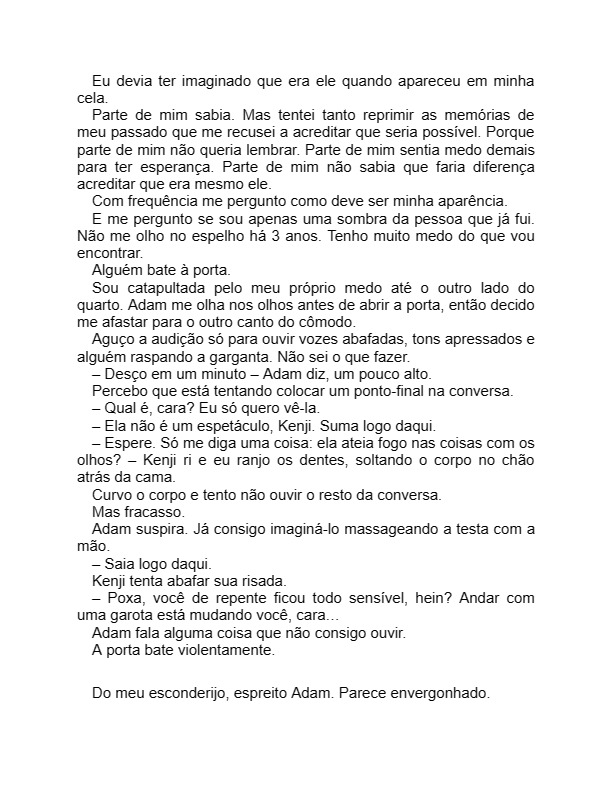 Eu devia ter imaginado que era ele quando apareceu em minha
cela.
Parte de mim sabia. Mas tentei tanto reprimir as memórias de
meu passado que me recusei a acreditar que seria possível. Porque
parte de mim não queria lembrar. Parte de mim sentia medo demais
para ter esperança. Parte de mim não sabia que faria diferença
acreditar que era mesmo ele.
Com frequência me pergunto como deve ser minha aparência.
E me pergunto se sou apenas uma sombra da pessoa que já fui.
Não me olho no espelho há 3 anos. Tenho muito medo do que vou
encontrar.
Alguém bate à porta.
Sou catapultada pelo meu próprio medo até o outro lado do
quarto. Adam me olha nos olhos antes de abrir a porta, então decido
me afastar para o outro canto do cômodo.
Aguço a audição só para ouvir vozes abafadas, tons apressados e
alguém raspando a garganta. Não sei o que fazer.
– Desço em um minuto – Adam diz, um pouco alto.
Percebo que está tentando colocar um ponto-final na conversa.
– Qual é, cara? Eu só quero vê-la.
– Ela não é um espetáculo, Kenji. Suma logo daqui.
– Espere. Só me diga uma coisa: ela ateia fogo nas coisas com os
olhos? – Kenji ri e eu ranjo os dentes, soltando o corpo no chão
atrás da cama.
Curvo o corpo e tento não ouvir o resto da conversa.
Mas fracasso.
Adam suspira. Já consigo imaginá-lo massageando a testa com a
mão.
– Saia logo daqui.
Kenji tenta abafar sua risada.
– Poxa, você de repente ficou todo sensível, hein? Andar com
uma garota está mudando você, cara…
Adam fala alguma coisa que não consigo ouvir.
A porta bate violentamente.
Do meu esconderijo, espreito Adam. Parece envergonhado.